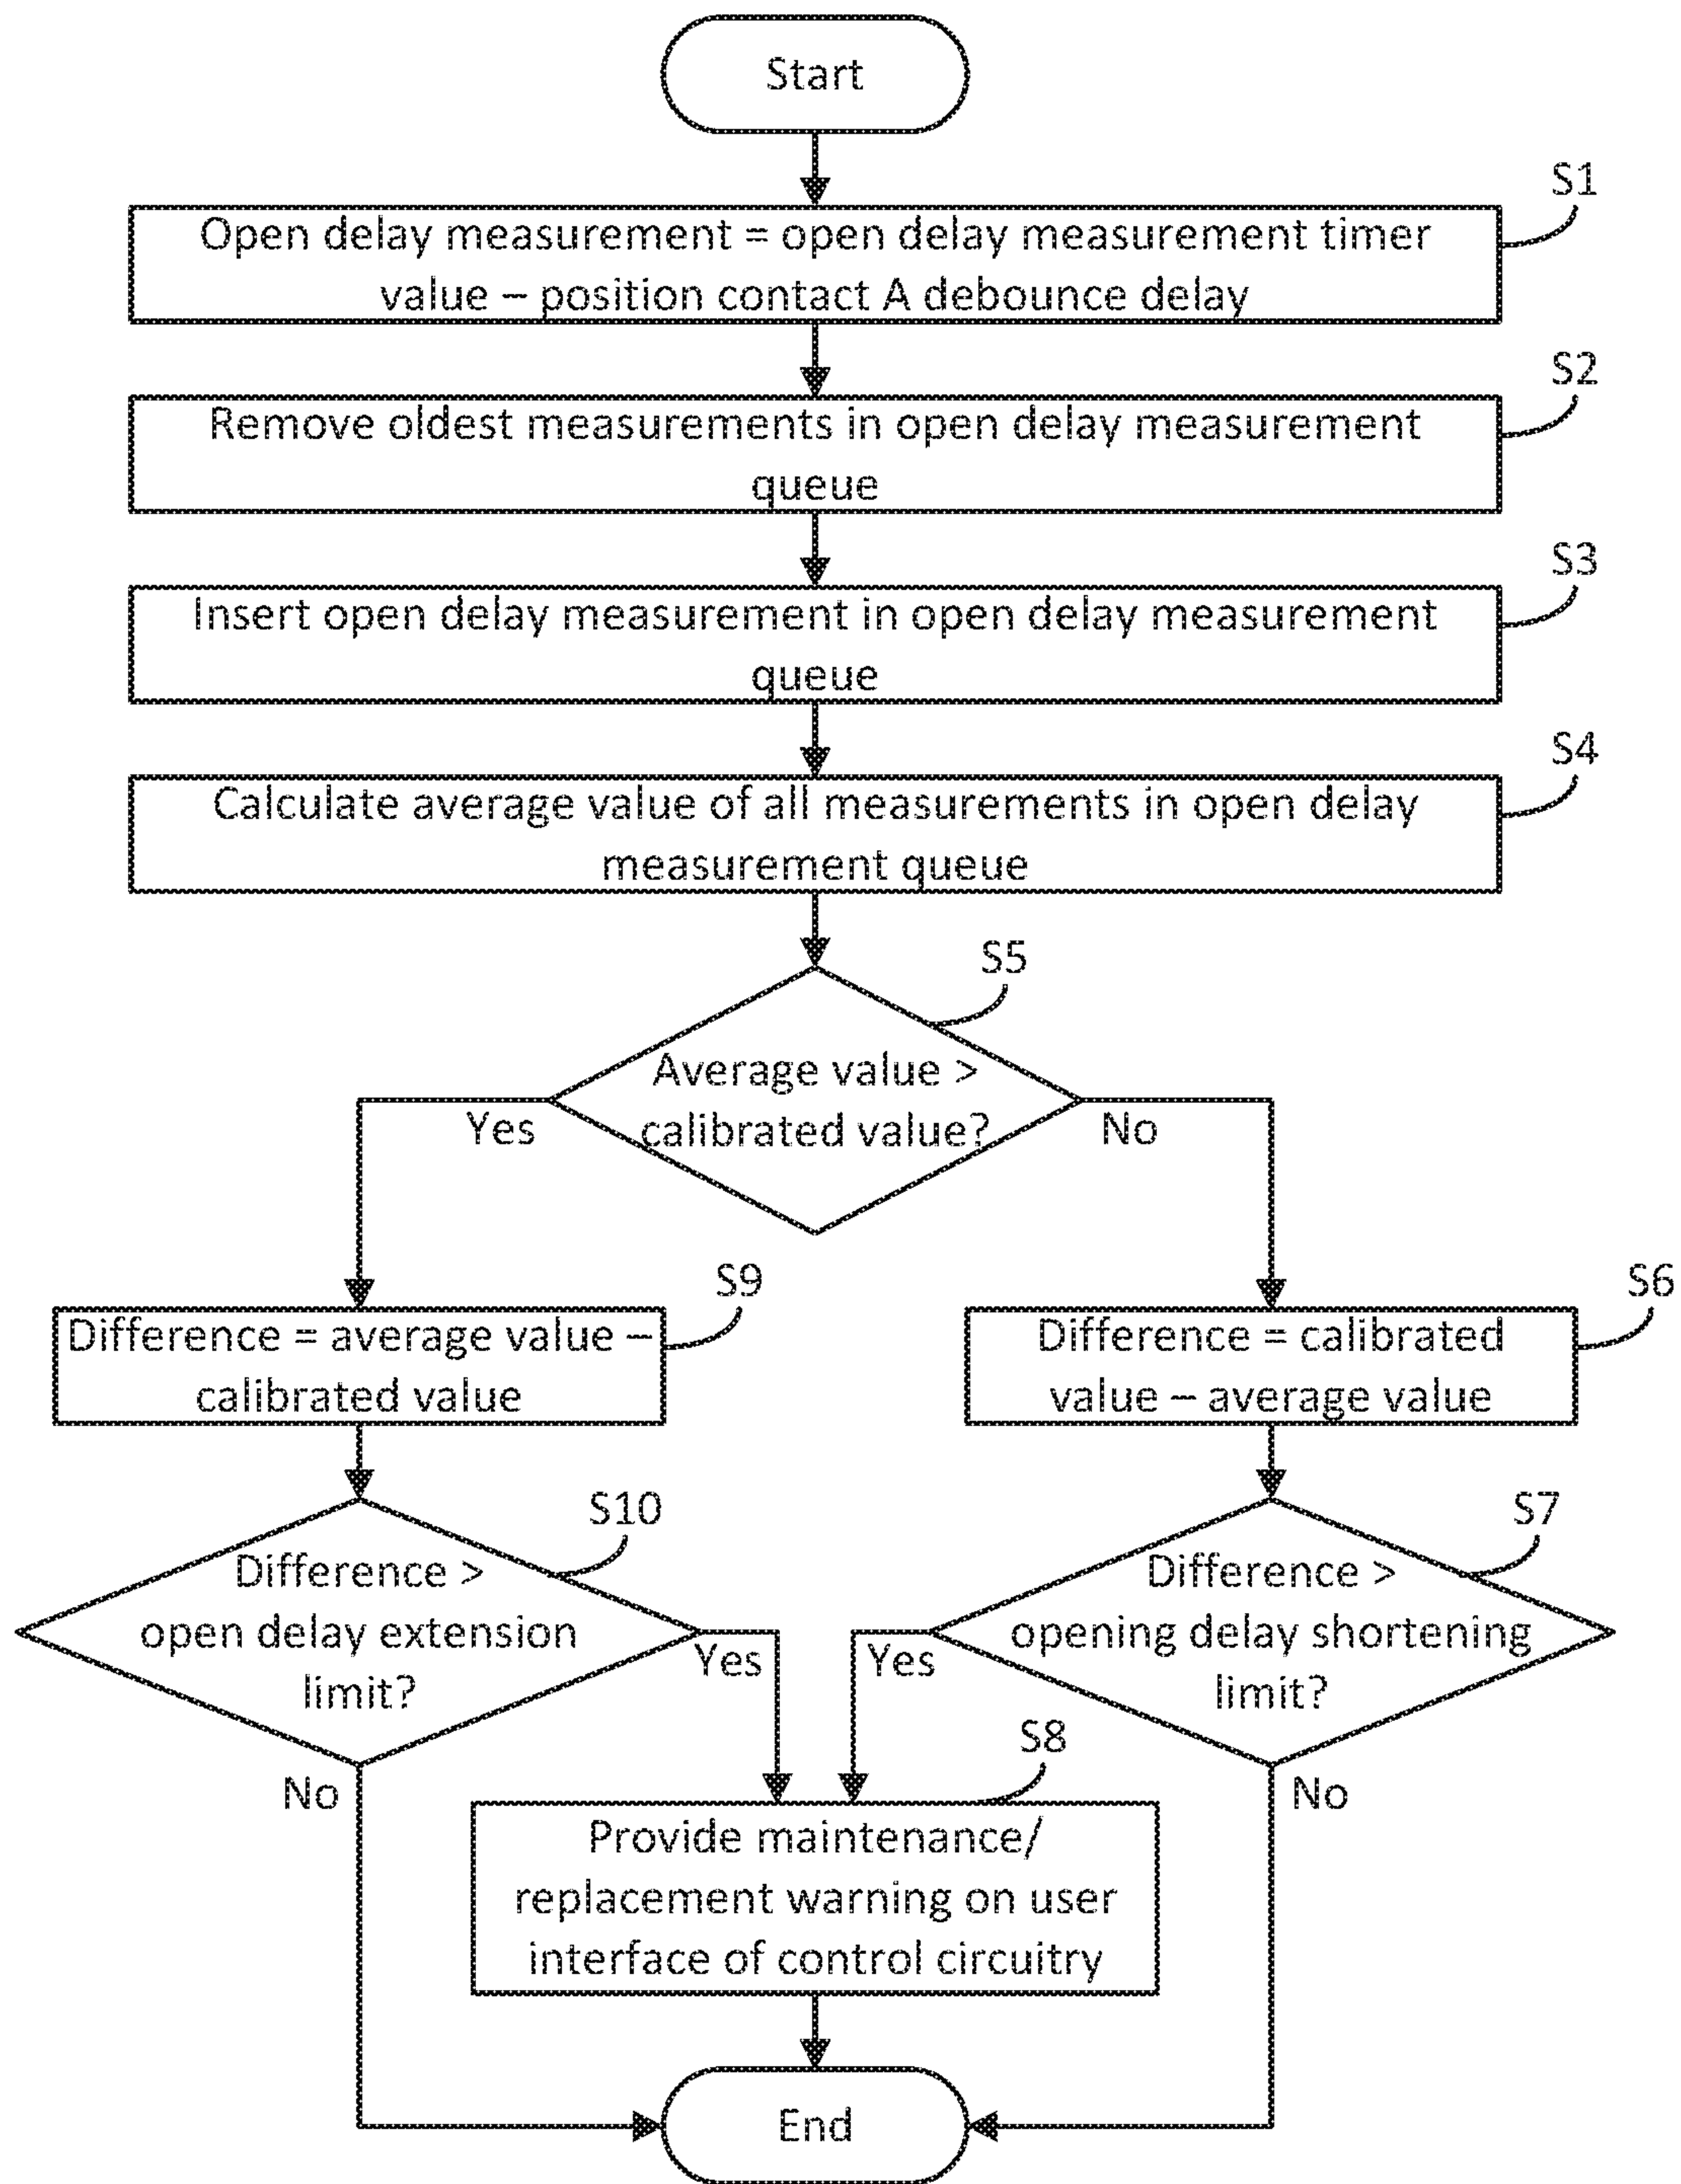 Start
S1
Open delay measurement = open delay measurement timer
value – position contact A debounce delay
S2
Remove oldest measurements in open delay measurement
queue
S3
Insert open delay measurement in open delay measurement
queue
S4
Calculate average value of all measurements in open delay
measurement queue
S5
Average value >
calibrated value?
Yes
No
S9
Difference = average value –
calibrated value
S6
Difference = calibrated
value – average value
S10
Difference >
open delay extension
limit?
Yes
No
S7
Difference >
opening delay shortening
limit?
Yes
No
S8
Provide maintenance/
replacement warning on user
interface of control circuitry
End